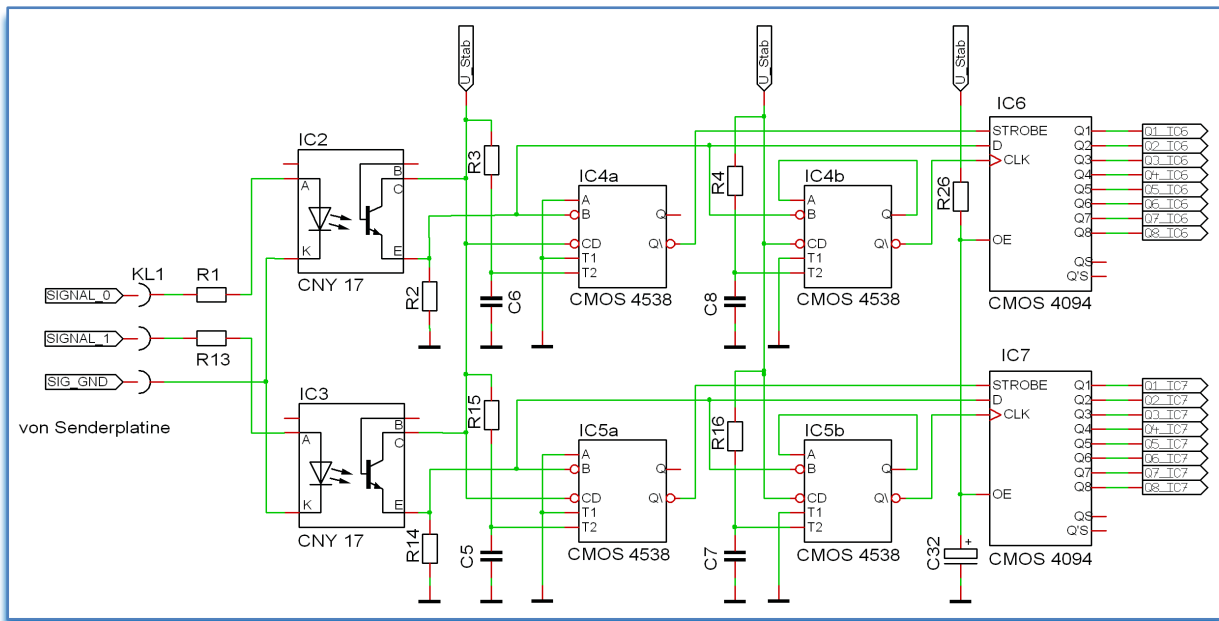 U_Stab
U_Stab
U_Stab
IC2
A
K
B
C
E
CNY 17
R3
R2
C6
IC4a
A
B
CD
T1
T2
Q
Q\
CMOS 4538
R4
C8
IC4b
A
B
CD
T1
T2
Q
Q\
CMOS 4538
R26
IC6
STROBE
D
CLK
OE
Q1
Q2
Q3
Q4
Q5
Q6
Q7
Q8
QS
Q'S
CMOS 4094
Q1_IC6
Q2_IC6
Q3_IC6
Q4_IC6
Q5_IC6
Q6_IC6
Q7_IC6
Q8_IC6
KL1
R1
SIGNAL_0
SIGNAL_1
R13
SIG_GND
von Senderplatine
IC3
A
K
B
C
E
CNY 17
R15
R14
C5
IC5a
A
B
CD
T1
T2
Q
Q\
CMOS 4538
R16
C7
IC5b
A
B
CD
T1
T2
Q
Q\
CMOS 4538
C32
+
IC7
STROBE
D
CLK
OE
Q1
Q2
Q3
Q4
Q5
Q6
Q7
Q8
QS
Q'S
CMOS 4094
Q1_IC7
Q2_IC7
Q3_IC7
Q4_IC7
Q5_IC7
Q6_IC7
Q7_IC7
Q8_IC7